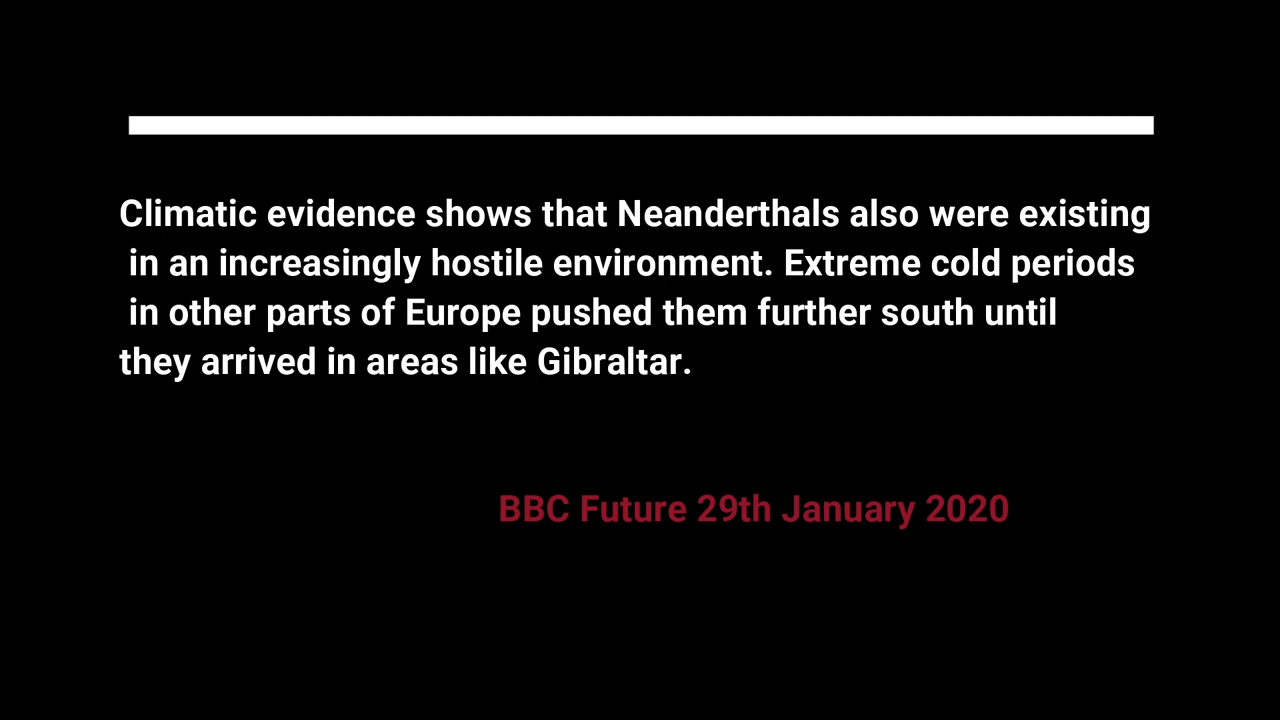 Climatic evidence shows that Neanderthals also were existing
in an increasingly hostile environment. Extreme cold periods
in other parts of Europe pushed them further south until
they arrived in areas like Gibraltar.
BBC Future 29th January 2020